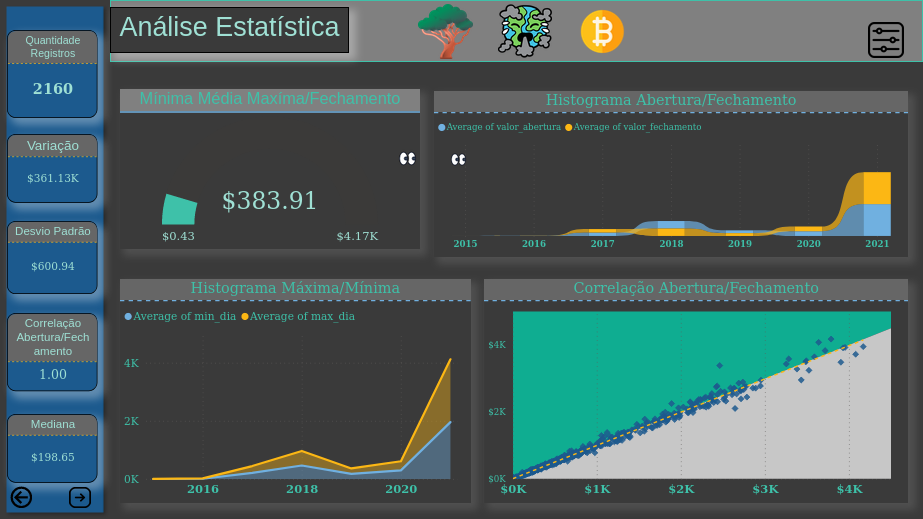 Análise Estatística
Quantidade
Registros
2160
Variação
$361.13K
Desvio Padrão
$600.94
Correlação
Abertura/Fech
amento
1.00
Mediana
$198.65
Mínima Média Maxíma/Fechamento
$383.91
$0.43
$4.17K
Histograma Abertura/Fechamento
Average of valor_abertura Average of valor_fechamento
2015 2016 2017 2018 2019 2020 2021
Histograma Máxima/Mínima
Average of min_dia Average of max_dia
4K
2K
0K
2016 2018 2020
Correlação Abertura/Fechamento
$4K
$2K
$0K
$0K $1K $2K $3K $4K